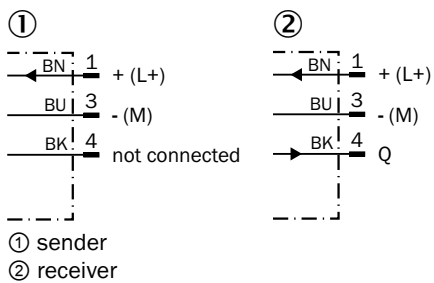 ① ②
BN 1 + (L+) BN 1 + (L+)
BU 3 - (M) BU 3 - (M)
BK 4 not connected BK 4 Q
① sender
② receiver